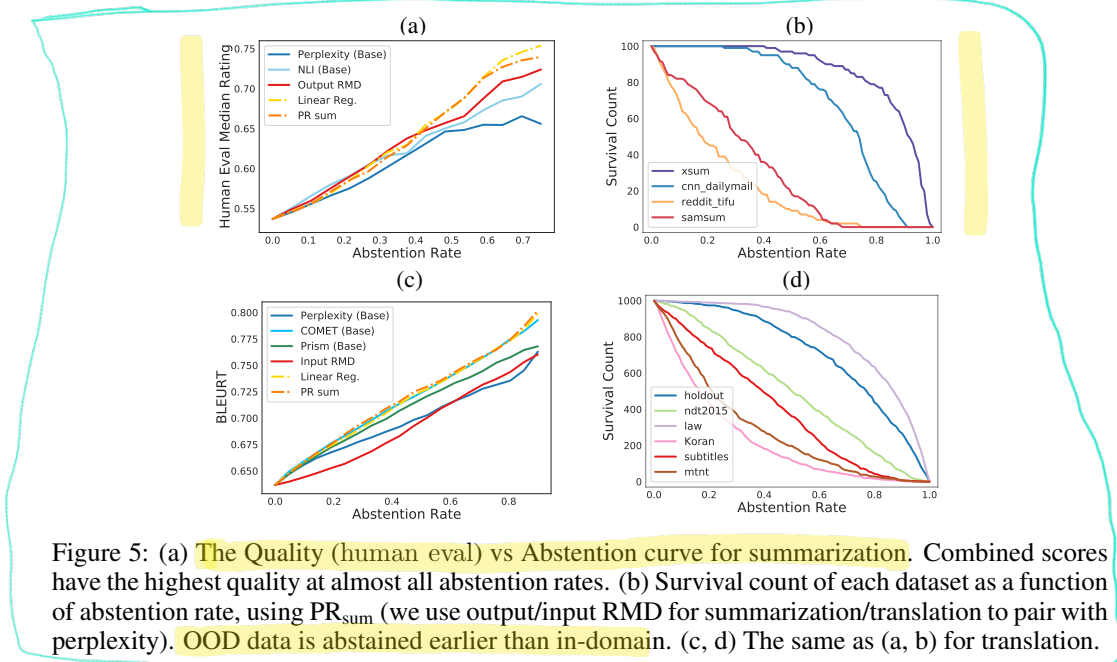 (a)
(b)
Human Eval Median Rating
0.75
0.70
0.65
0.60
0.55
Perplexity (Base)
NLI (Base)
Output RMD
Linear Reg.
PR sum
0.0 0.1 0.2 0.3 0.4 0.5 0.6 0.7
Abstention Rate
Survival Count
100
80
60
40
20
0
xsum
cnn_dailymail
reddit_tifu
samsum
0.0 0.2 0.4 0.6 0.8 1.0
Abstention Rate
(c)
(d)
BLEURT
0.800
0.775
0.750
0.725
0.700
0.675
0.650
Perplexity (Base)
COMET (Base)
Prism (Base)
Input RMD
Linear Reg.
PR sum
0.0 0.2 0.4 0.6 0.8
Abstention Rate
Survival Count
1000
800
600
400
200
0
holdout
ndt2015
law
Koran
subtitles
mtnt
0.0 0.2 0.4 0.6 0.8 1.0
Abstention Rate
Figure 5: (a) The Quality (human eval) vs Abstention curve for summarization. Combined scores
have the highest quality at almost all abstention rates. (b) Survival count of each dataset as a function
of abstention rate, using PRsum (we use output/input RMD for summarization/translation to pair with
perplexity). OOD data is abstained earlier than in-domain. (c, d) The same as (a, b) for translation.